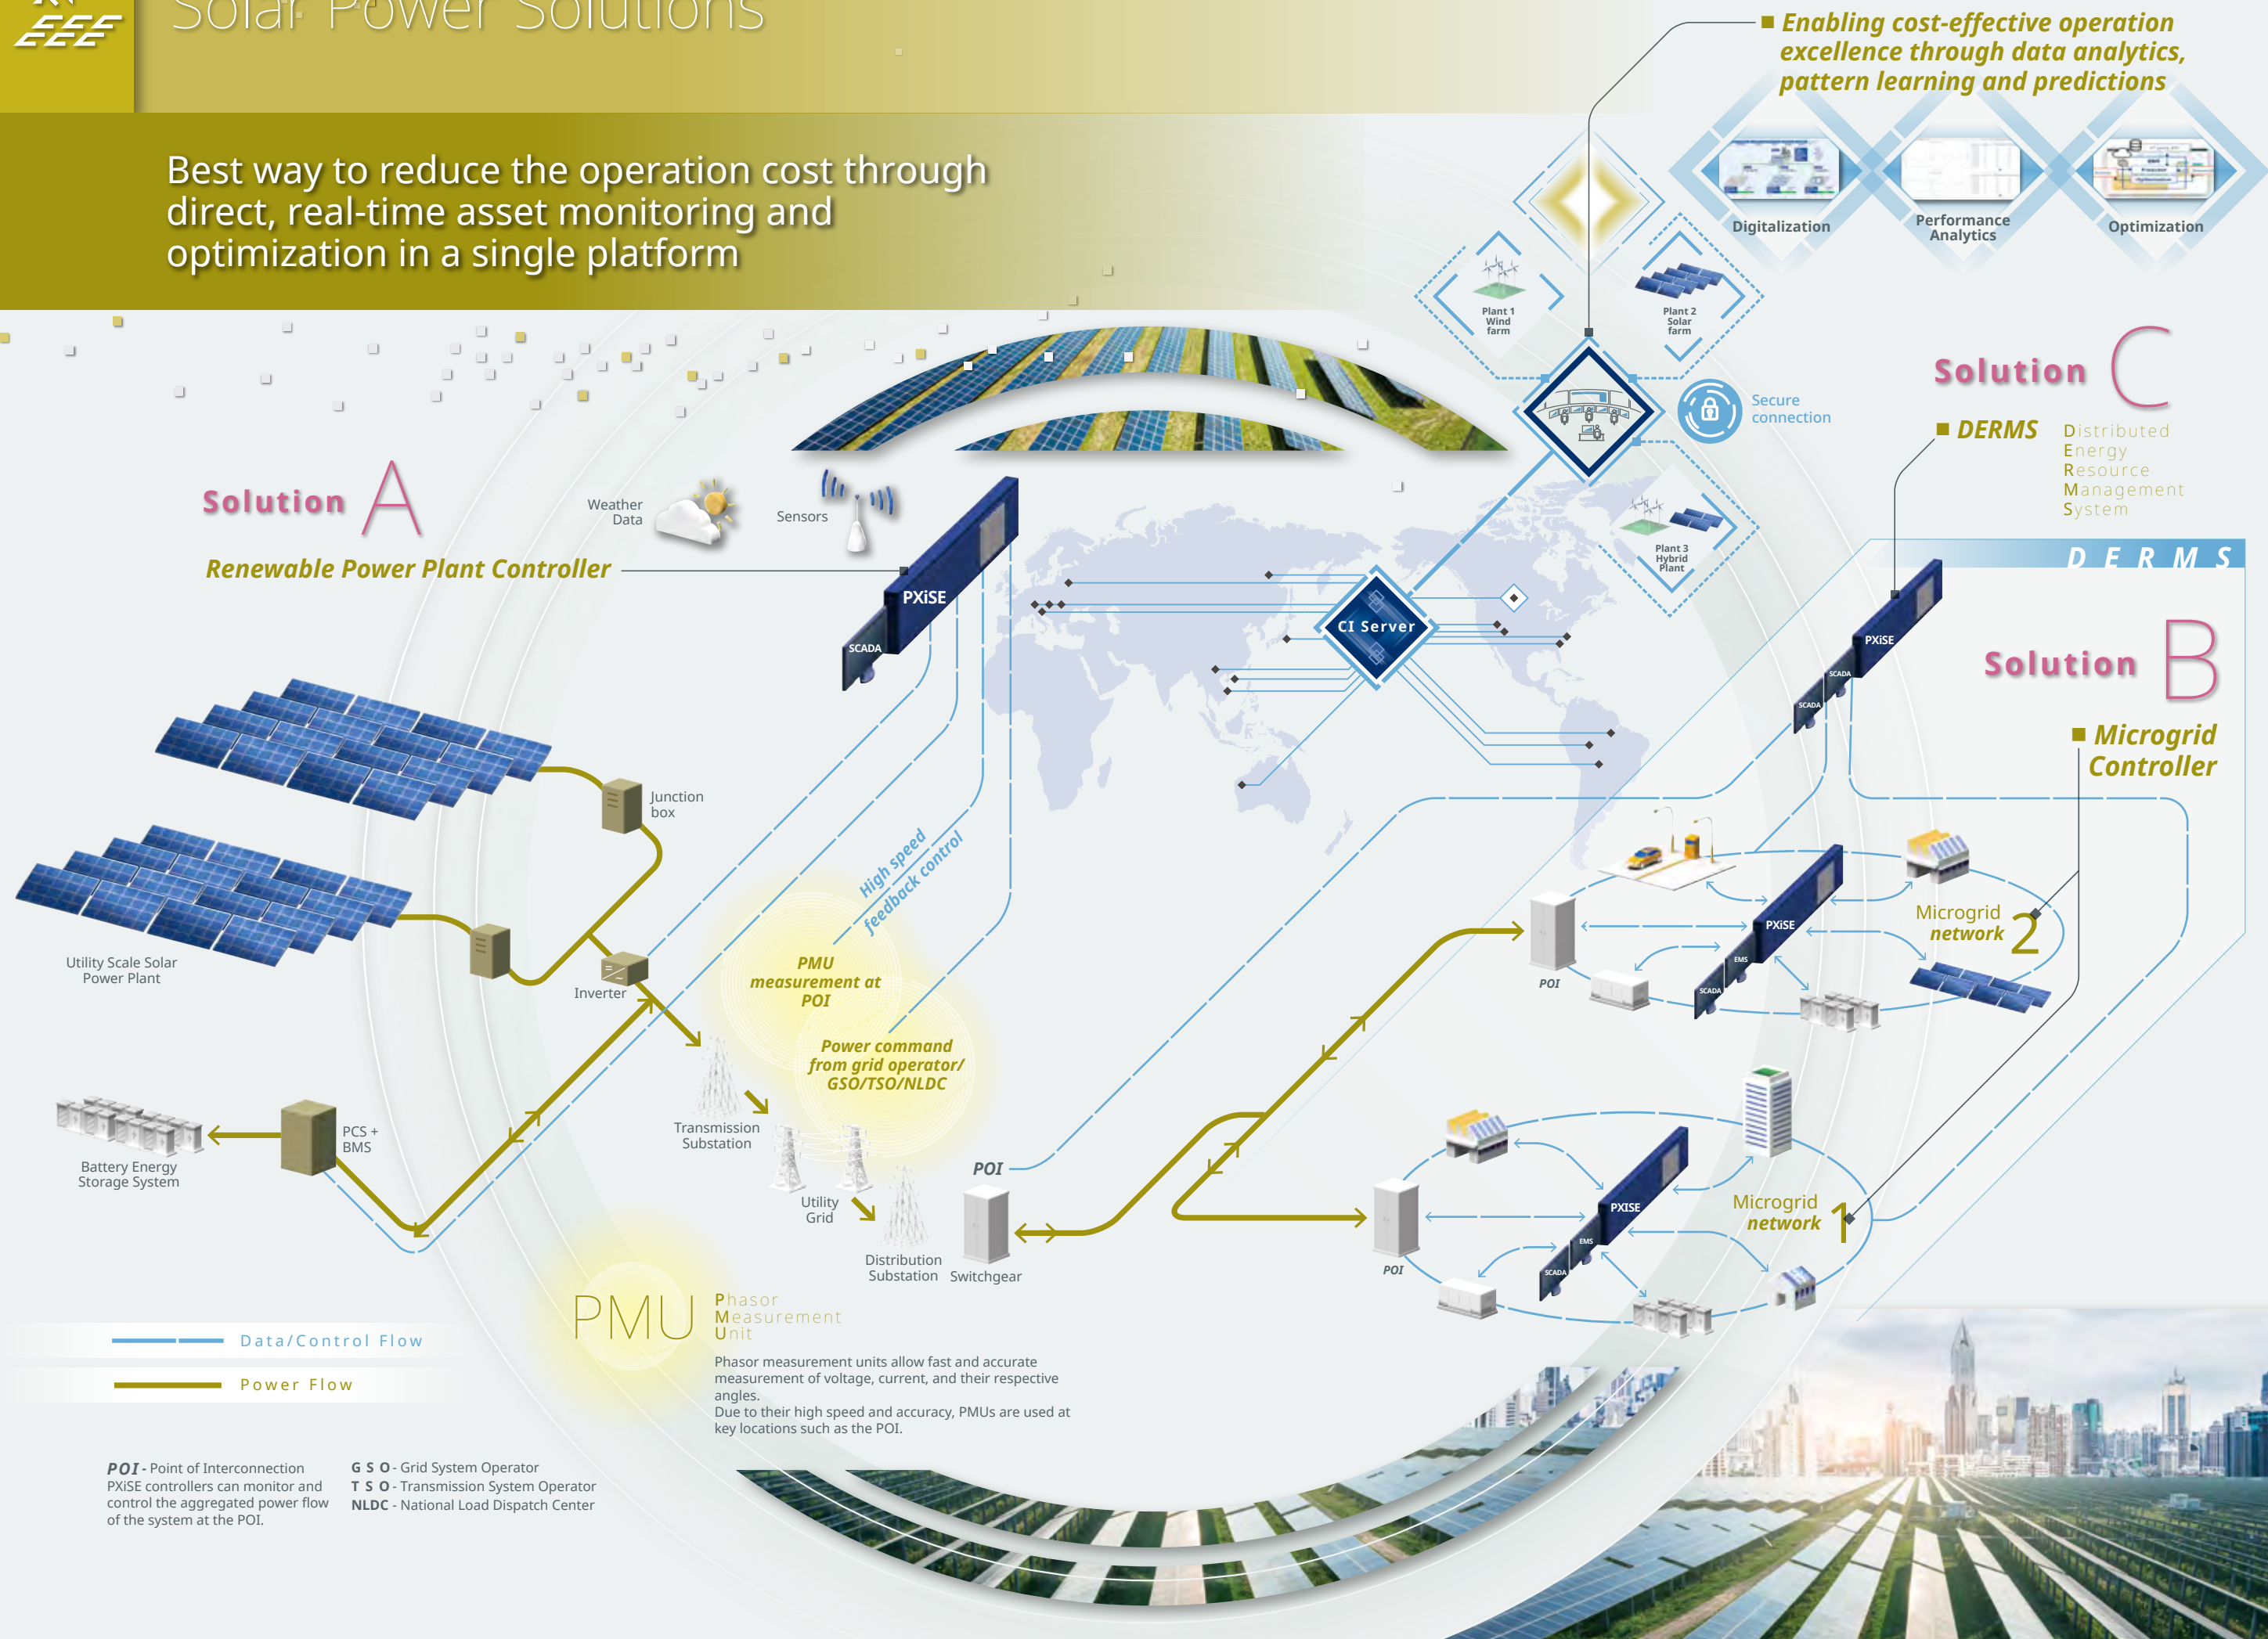 Solar Power Solutions
Best way to reduce the operation cost through
direct, real-time asset monitoring and
optimization in a single platform
Enabling cost-effective operation
excellence through data analytics,
pattern learning and predictions
Digitalization
Performance
Analytics
Optimization
Plant 1
Wind
farm
Plant 2
Solar
farm
Secure
connection
Plant 3
Hybrid
Plant
Solution C
DERMS
Distributed
Energy
Resource
Management
System
Solution A
Renewable Power Plant Controller
Weather
Data
Sensors
PXiSE
SCADA
CI Server
DERMS
PXiSE
SCADA
SCADA
Solution B
Microgrid
Controller
Junction
box
Utility Scale Solar
Power Plant
Inverter
High speed
feedback control
PMU
measurement at
POI
Power command
from grid operator/
GSO/TSO/NLDC
Battery Energy
Storage System
PCS +
BMS
Transmission
Substation
Utility
Grid
Distribution
Substation
POI
Switchgear
POI
PXiSE
EMS
SCADA
Microgrid
network 2
POI
PXISE
EMS
SCADA
Microgrid
network 1
PMU
Phasor
Measurement
Unit
Phasor measurement units allow fast and accurate
measurement of voltage, current, and their respective
angles.
Due to their high speed and accuracy, PMUs are used at
key locations such as the POI.
Data/Control Flow
Power Flow
POI - Point of Interconnection
PXiSE controllers can monitor and
control the aggregated power flow
of the system at the POI.
GSO - Grid System Operator
TSO - Transmission System Operator
NLDC - National Load Dispatch Center